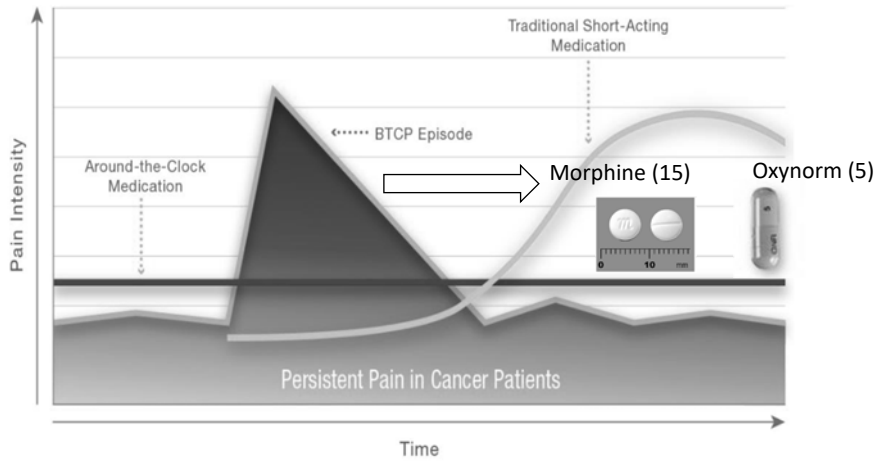 Traditional Short-Acting
Medication
BTCP Episode
Around-the-Clock
Medication
Morphine (15)
Oxynorm (5)
m
0 10 mm
5
Persistent Pain in Cancer Patients
Pain Intensity
Time